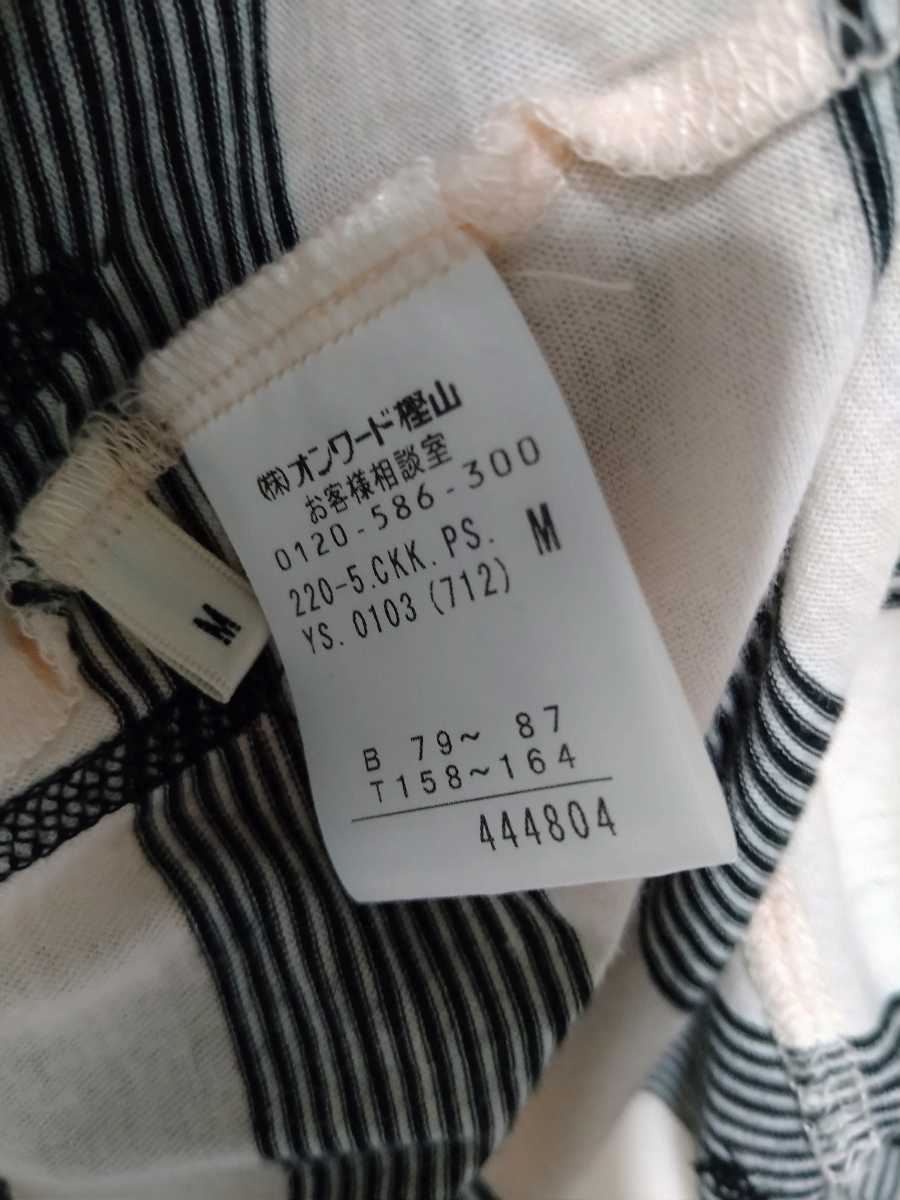 ㈱オンワード樫山
お客様相談室
0120-586-300
220-5.CKK.PS. M
YS.0103(712)
B 79~ 87
T158~164
444804
M